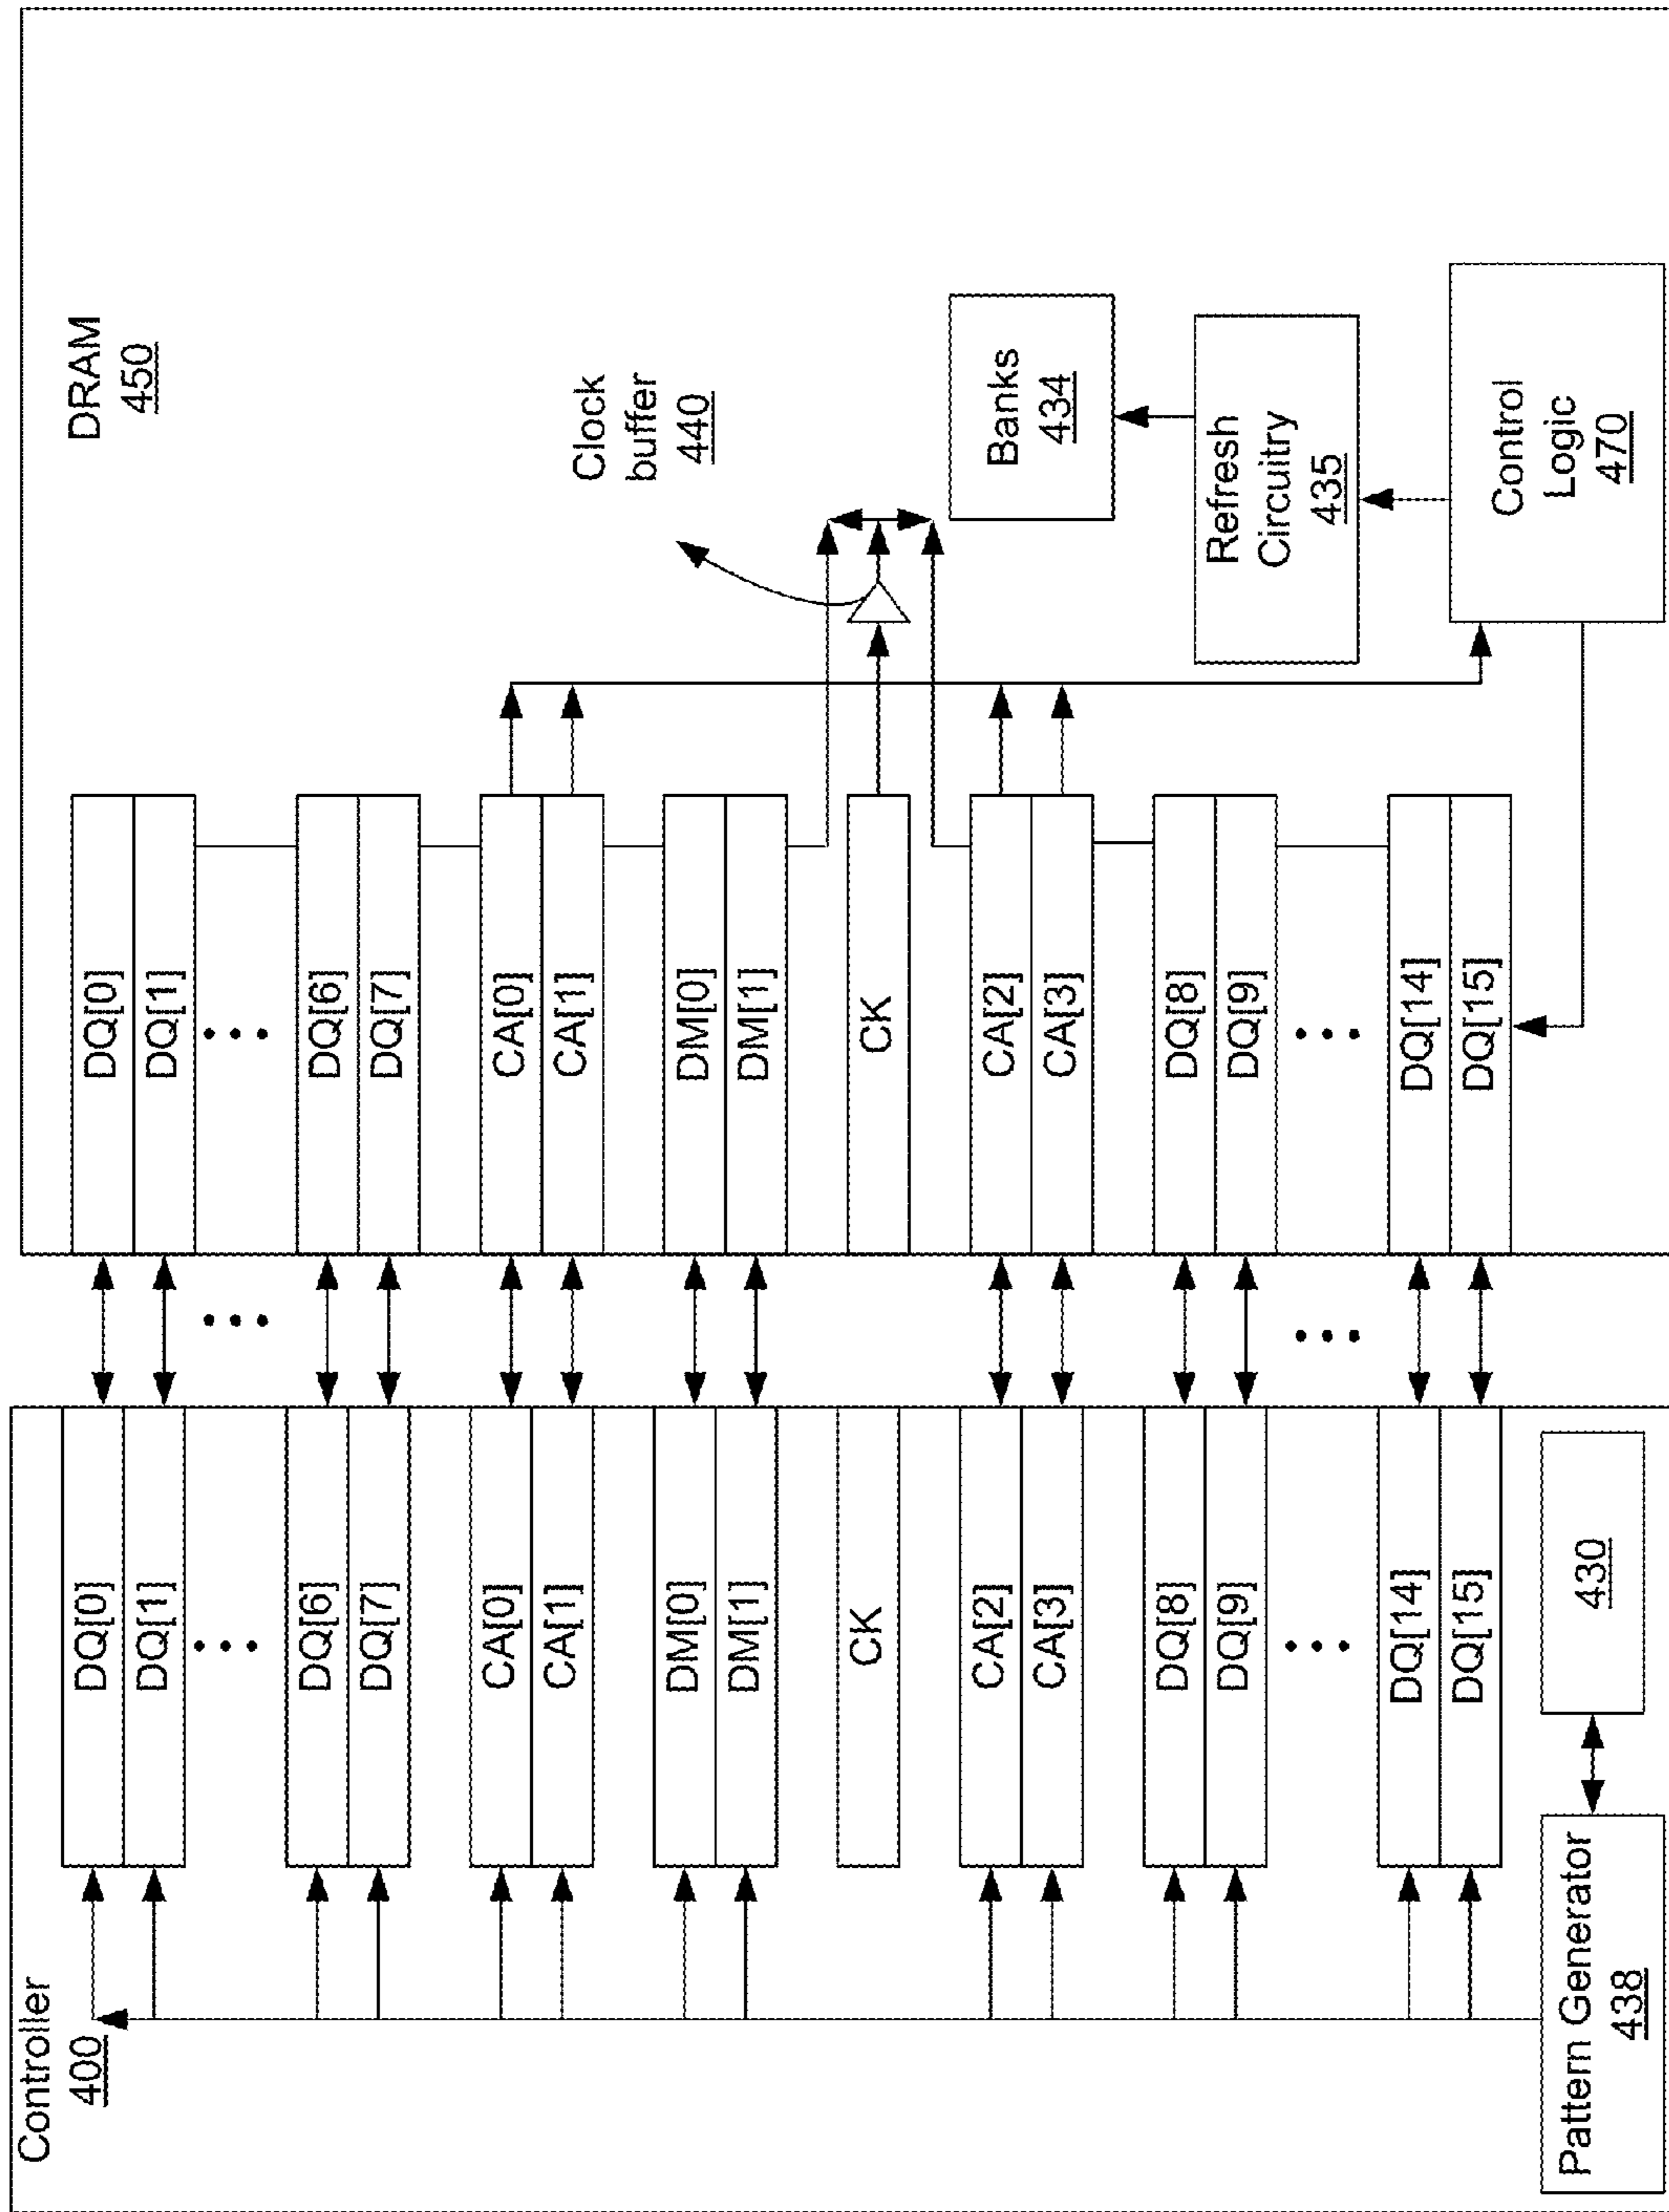 Controller
400
DQ[0]
DQ[1]
DQ[6]
DQ[7]
CA[0]
CA[1]
DM[0]
DM[1]
CK
CA[2]
CA[3]
DQ[8]
DQ[9]
DQ[14]
DQ[15]
Pattern Generator
438
430
DQ[0]
DQ[1]
DQ[6]
DQ[7]
CA[0]
CA[1]
DM[0]
DM[1]
CK
CA[2]
CA[3]
DQ[8]
DQ[9]
DQ[14]
DQ[15]
DRAM
450
Clock
buffer
440
Banks
434
Refresh
Circuitry
435
Control
Logic
470